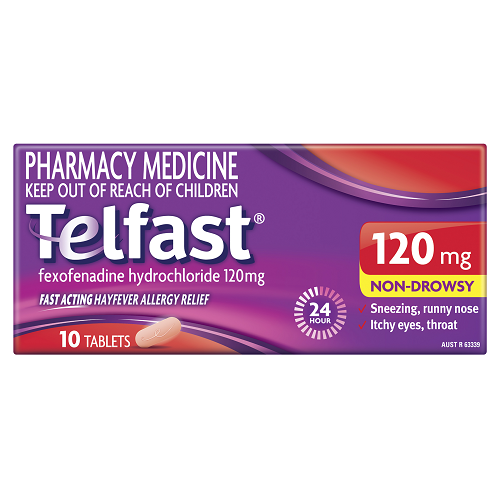 PHARMACY MEDICINE
KEEP OUT OF REACH OF CHILDREN
Telfast®
fexofenadine hydrochloride 120mg
FAST ACTING HAYFEVER ALLERGY RELIEF
10 TABLETS
24
HOUR
120 mg
NON-DROWSY
Sneezing, runny nose
Itchy eyes, throat
AUST R 63339